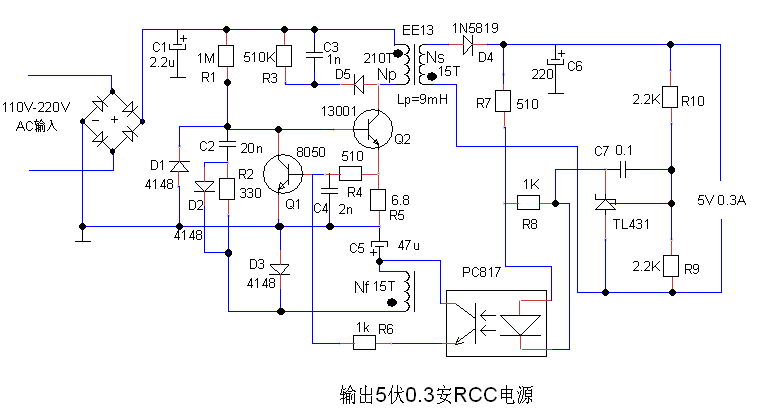 EE13
1N5819
C1
2.2u
1M
R1
510K
R3
C3
1n
210T
Np
Ns
15T
D4
D5
Lp=9mH
220
C6
R7
510
2.2K
R10
110V-220V
AC输入
-
+
13001
Q2
C2
20n
8050
C7
0.1
D1
4148
D2
R2
330
Q1
510
R4
C4
2n
6.8
R5
1K
R8
TL431
5V 0.3A
4148
C5
+
47u
D3
4148
Nf
15T
PC817
2.2K
R9
1k
R6
输出5伏0.3安RCC电源